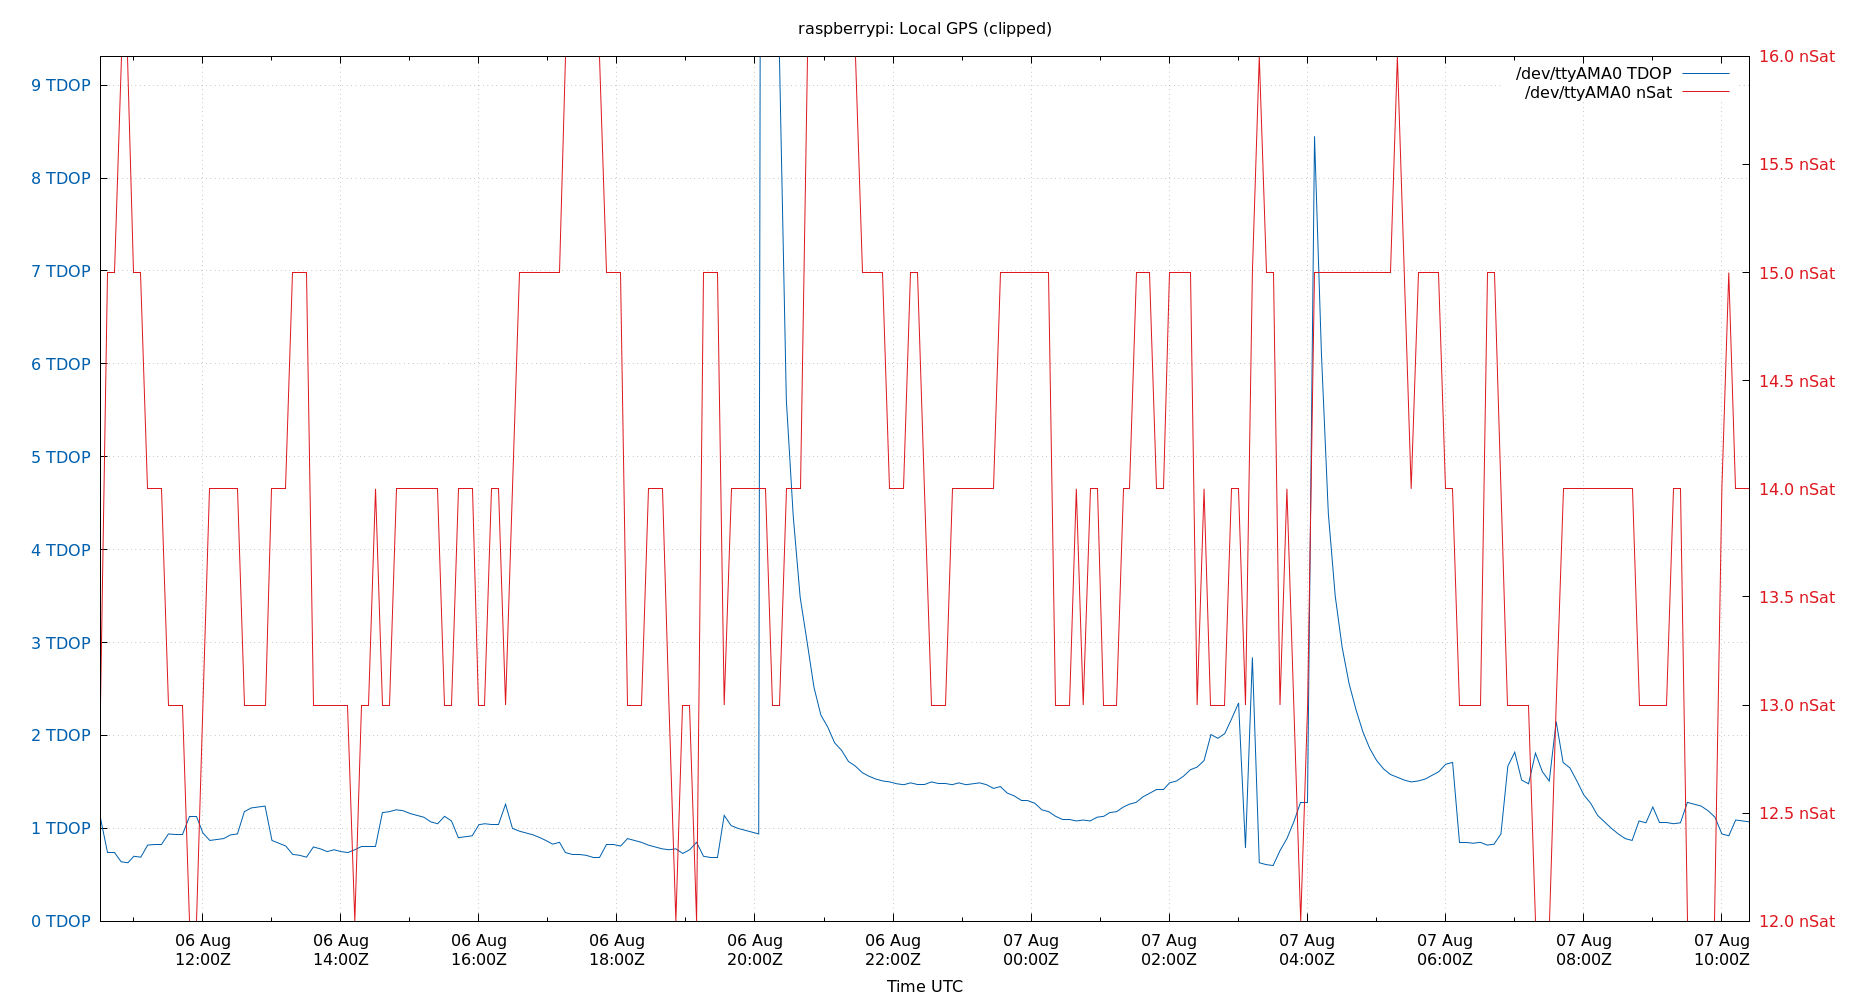 raspberrypi: Local GPS (clipped)
/dev/ttyAMA0 TDOP
/dev/ttyAMA0 nSat
9 TDOP
8 TDOP
7 TDOP
6 TDOP
5 TDOP
4 TDOP
3 TDOP
2 TDOP
1 TDOP
0 TDOP
16.0 nSat
15.5 nSat
15.0 nSat
14.5 nSat
14.0 nSat
13.5 nSat
13.0 nSat
12.5 nSat
12.0 nSat
06 Aug
12:00Z
06 Aug
14:00Z
06 Aug
16:00Z
06 Aug
18:00Z
06 Aug
20:00Z
06 Aug
22:00Z
07 Aug
00:00Z
07 Aug
02:00Z
07 Aug
04:00Z
07 Aug
06:00Z
07 Aug
08:00Z
07 Aug
10:00Z
Time UTC